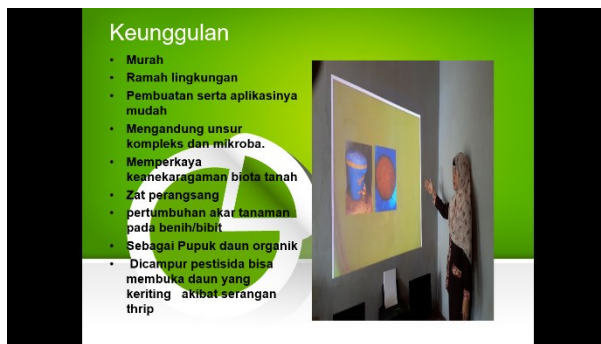 Keunggulan
• Murah
• Ramah lingkungan
• Pembuatan serta aplikasinya
mudah
• Mengandung unsur
kompleks dan mikroba.
• Memperkaya
keanekaragaman biota tanah
• Zat perangsang
• pertumbuhan akar tanaman
pada benih/bibit
• Sebagai Pupuk daun organik
• Dicampur pestisida bisa
membuka daun yang
keriting akibat serangan
thrip